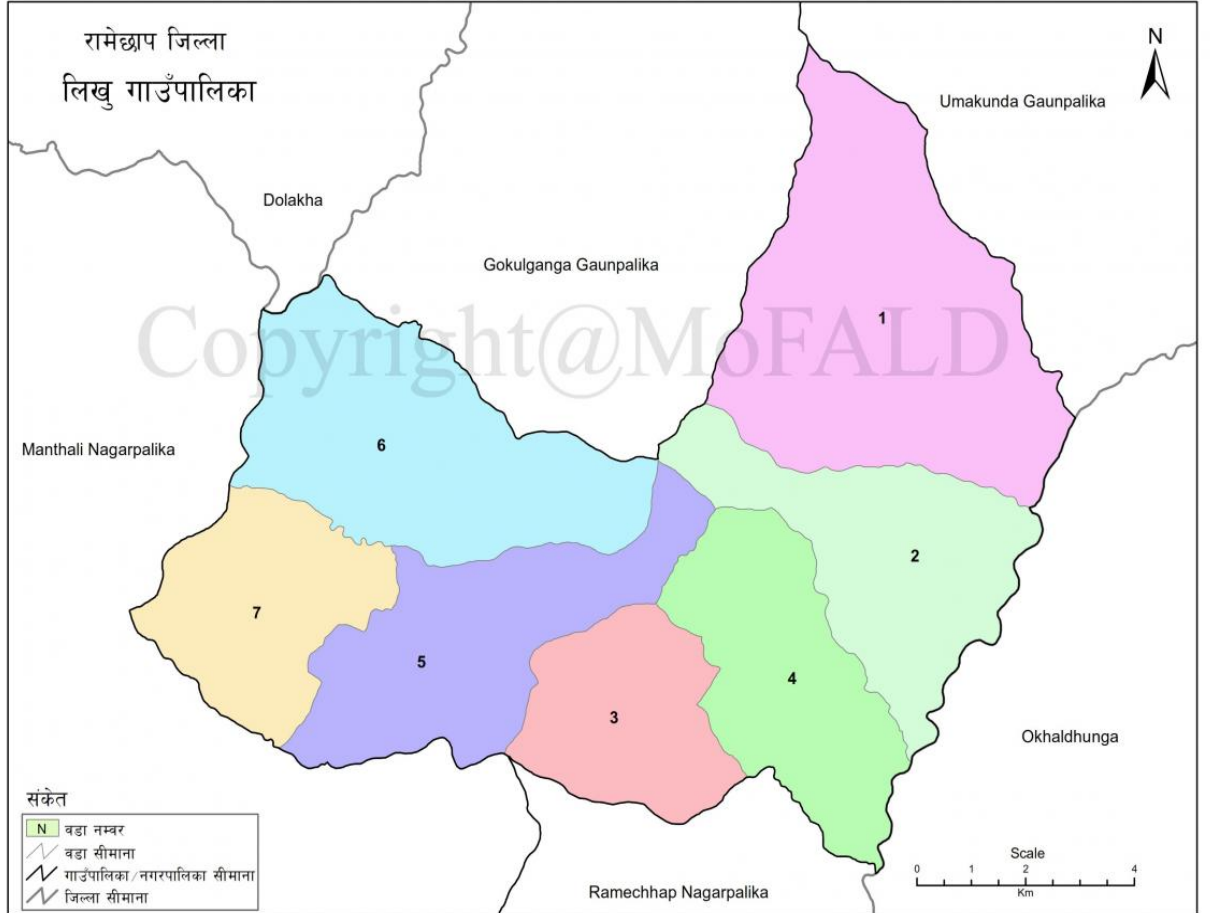 रामेछाप जिल्ला
लिखु गाउँपालिका
N
Umakunda Gaunpalika
Dolakha
Gokulganga Gaunpalika
1
Copyright@MoFALD
Manthali Nagarpalika
6
2
7
5
4
3
Okhaldhunga
संकेत
N वडा नम्बर
वडा सीमाना
गाउँपालिका/नगरपालिका सीमाना
जिल्ला सीमाना
Scale
0 1 2 4
Km
Ramechhap Nagarpalika